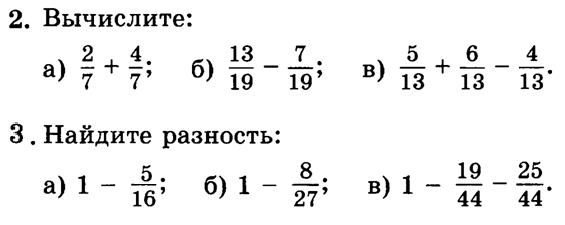 2. Вычислите:
а) 2/7 + 4/7; б) 13/19 − 7/19; в) 5/13 + 6/13 − 4/13.
3. Найдите разность:
а) 1 − 5/16; б) 1 − 8/27; в) 1 − 19/44 − 25/44.